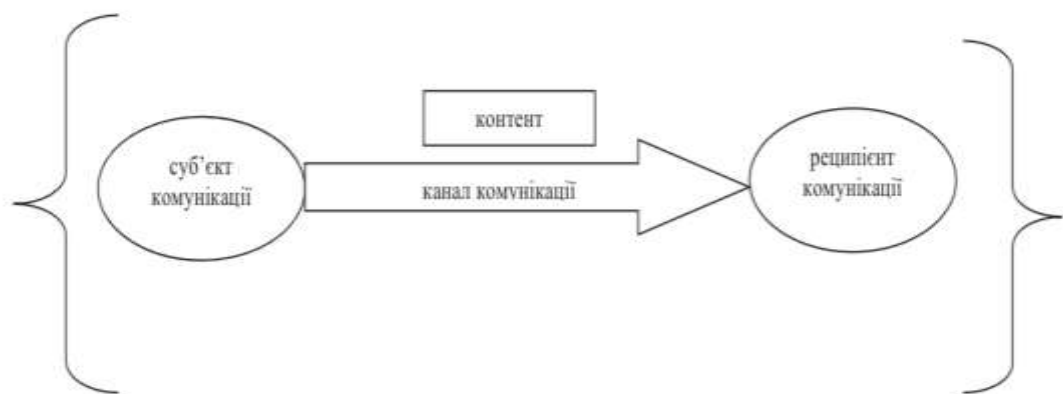 контент
суб’єкт
комунікації
канал комунікації
реципієнт
комунікації